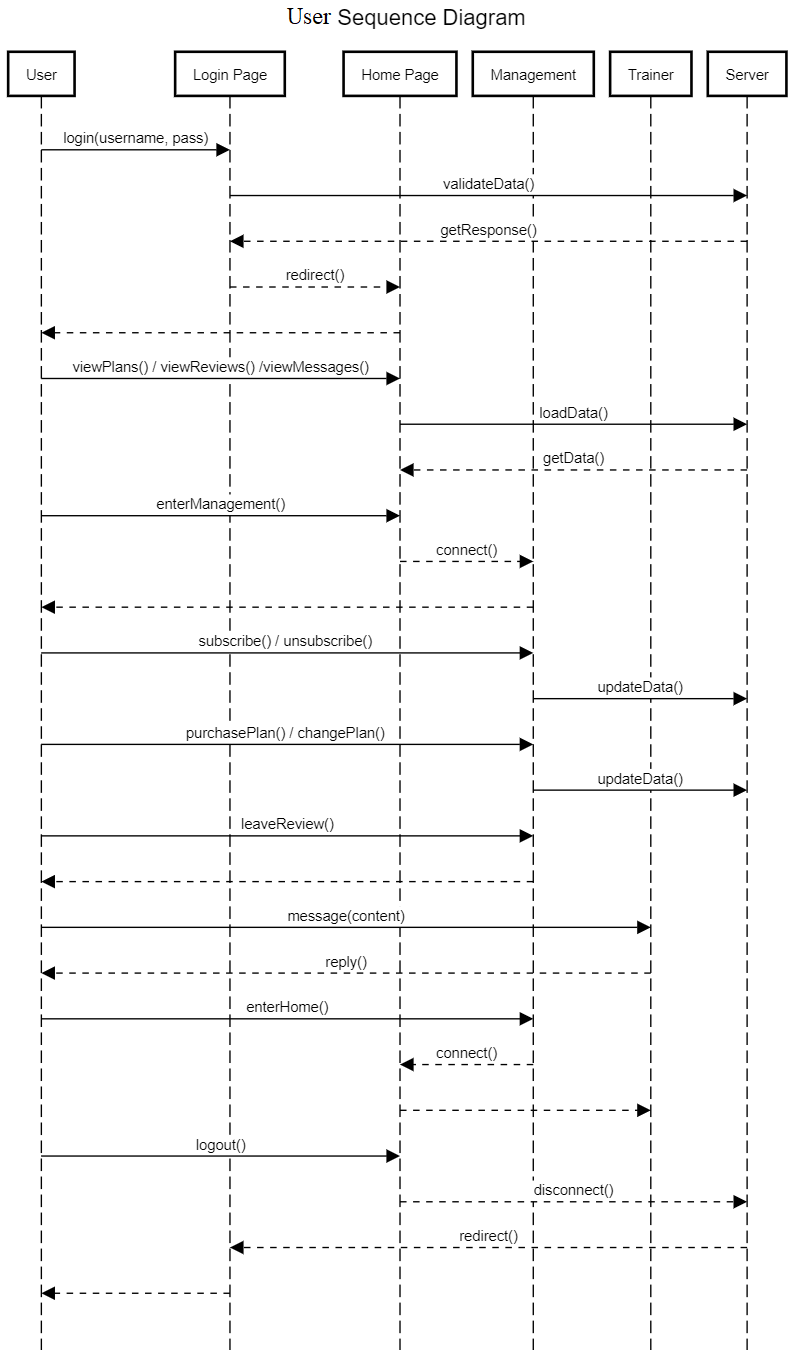 User Sequence Diagram
User
Login Page
Home Page
Management
Trainer
Server
login(username, pass)
validateData()
getResponse()
redirect()
viewPlans() / viewReviews() /viewMessages()
loadData()
getData()
enterManagement()
connect()
subscribe() / unsubscribe()
updateData()
purchasePlan() / changePlan()
updateData()
leaveReview()
message(content)
reply()
enterHome()
connect()
logout()
disconnect()
redirect()